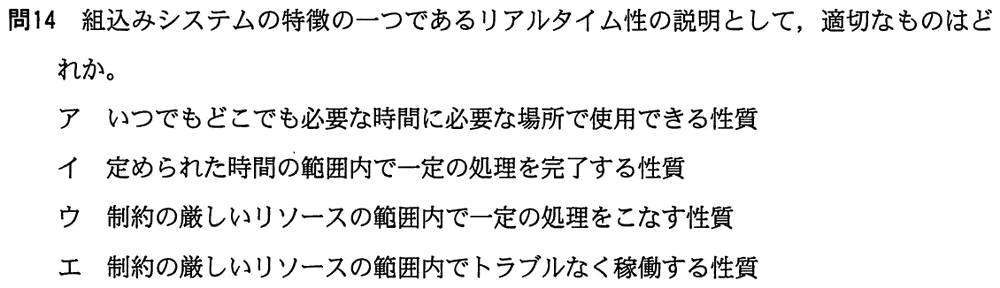 問14 組込みシステムの特徴の一つであるリアルタイム性の説明として，適切なものはど
れか。
ア いつでもどこでも必要な時間に必要な場所で使用できる性質
イ 定められた時間の範囲内で一定の処理を完了する性質
ウ 制約の厳しいリソースの範囲内で一定の処理をこなす性質
エ 制約の厳しいリソースの範囲内でトラブルなく稼働する性質